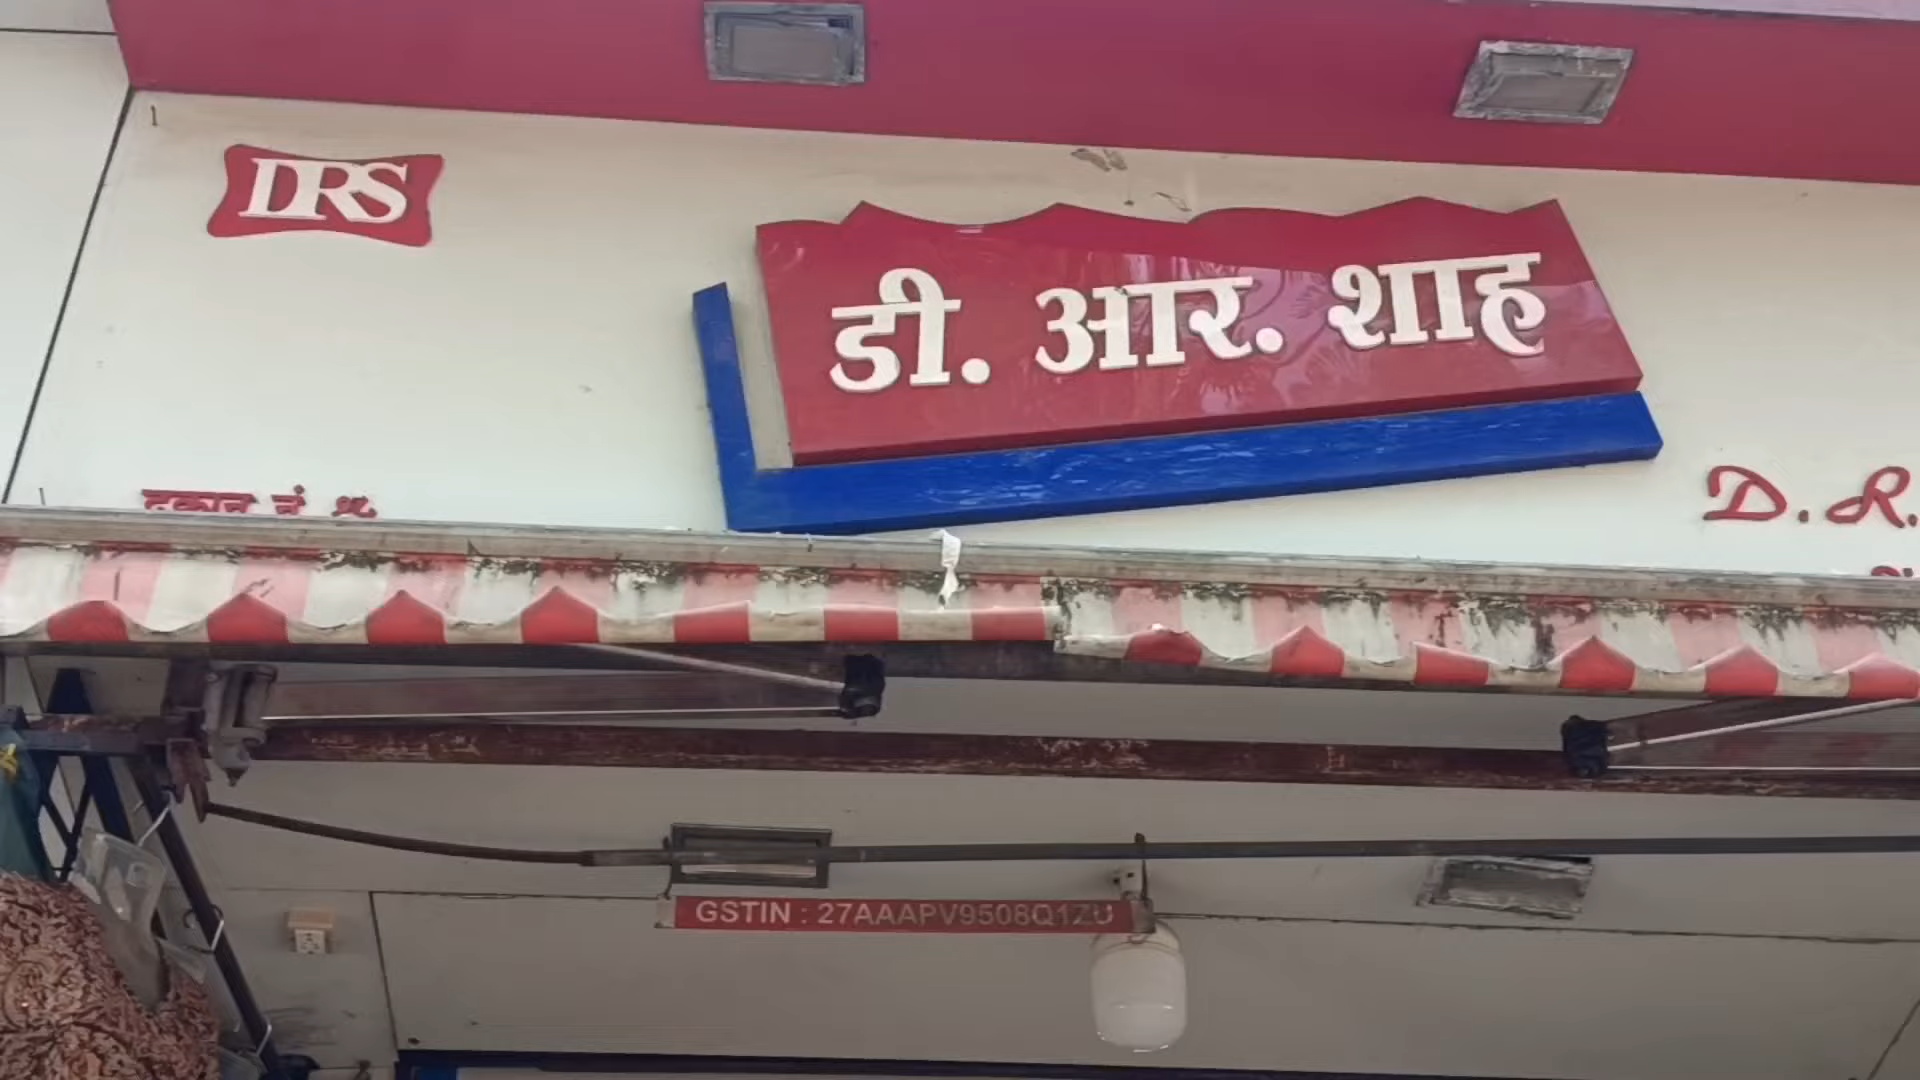 DRS
डी. आर. शाह
दुकान नं.
D. R.
GSTIN : 27AAAPV9508Q1ZU